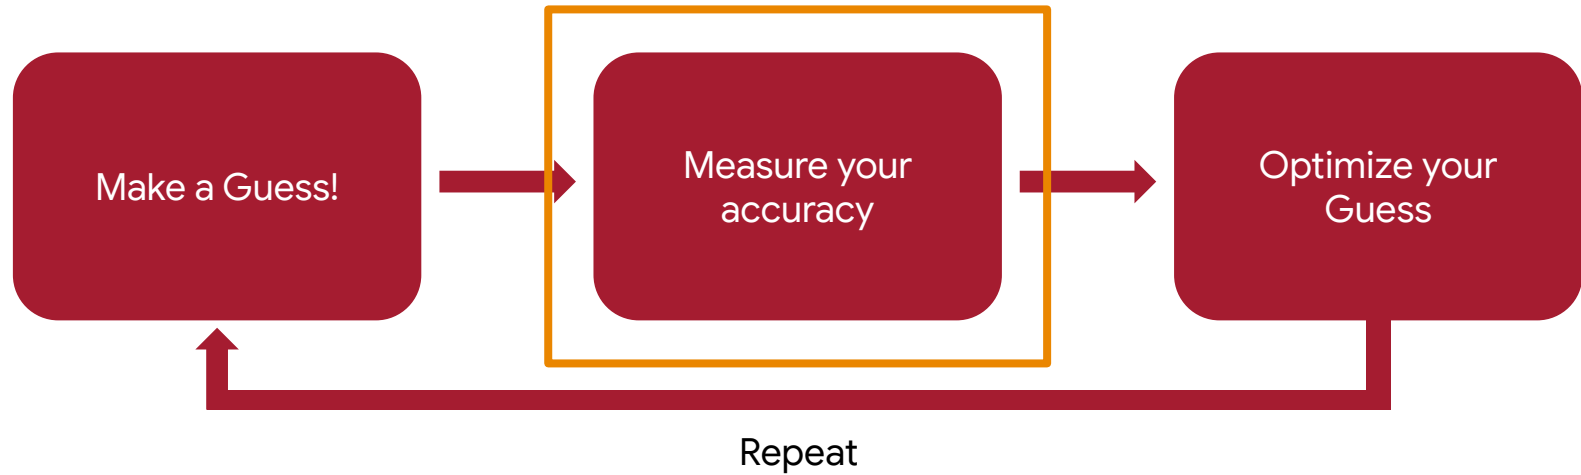 Make a Guess!
Measure your
accuracy
Optimize your
Guess
Repeat